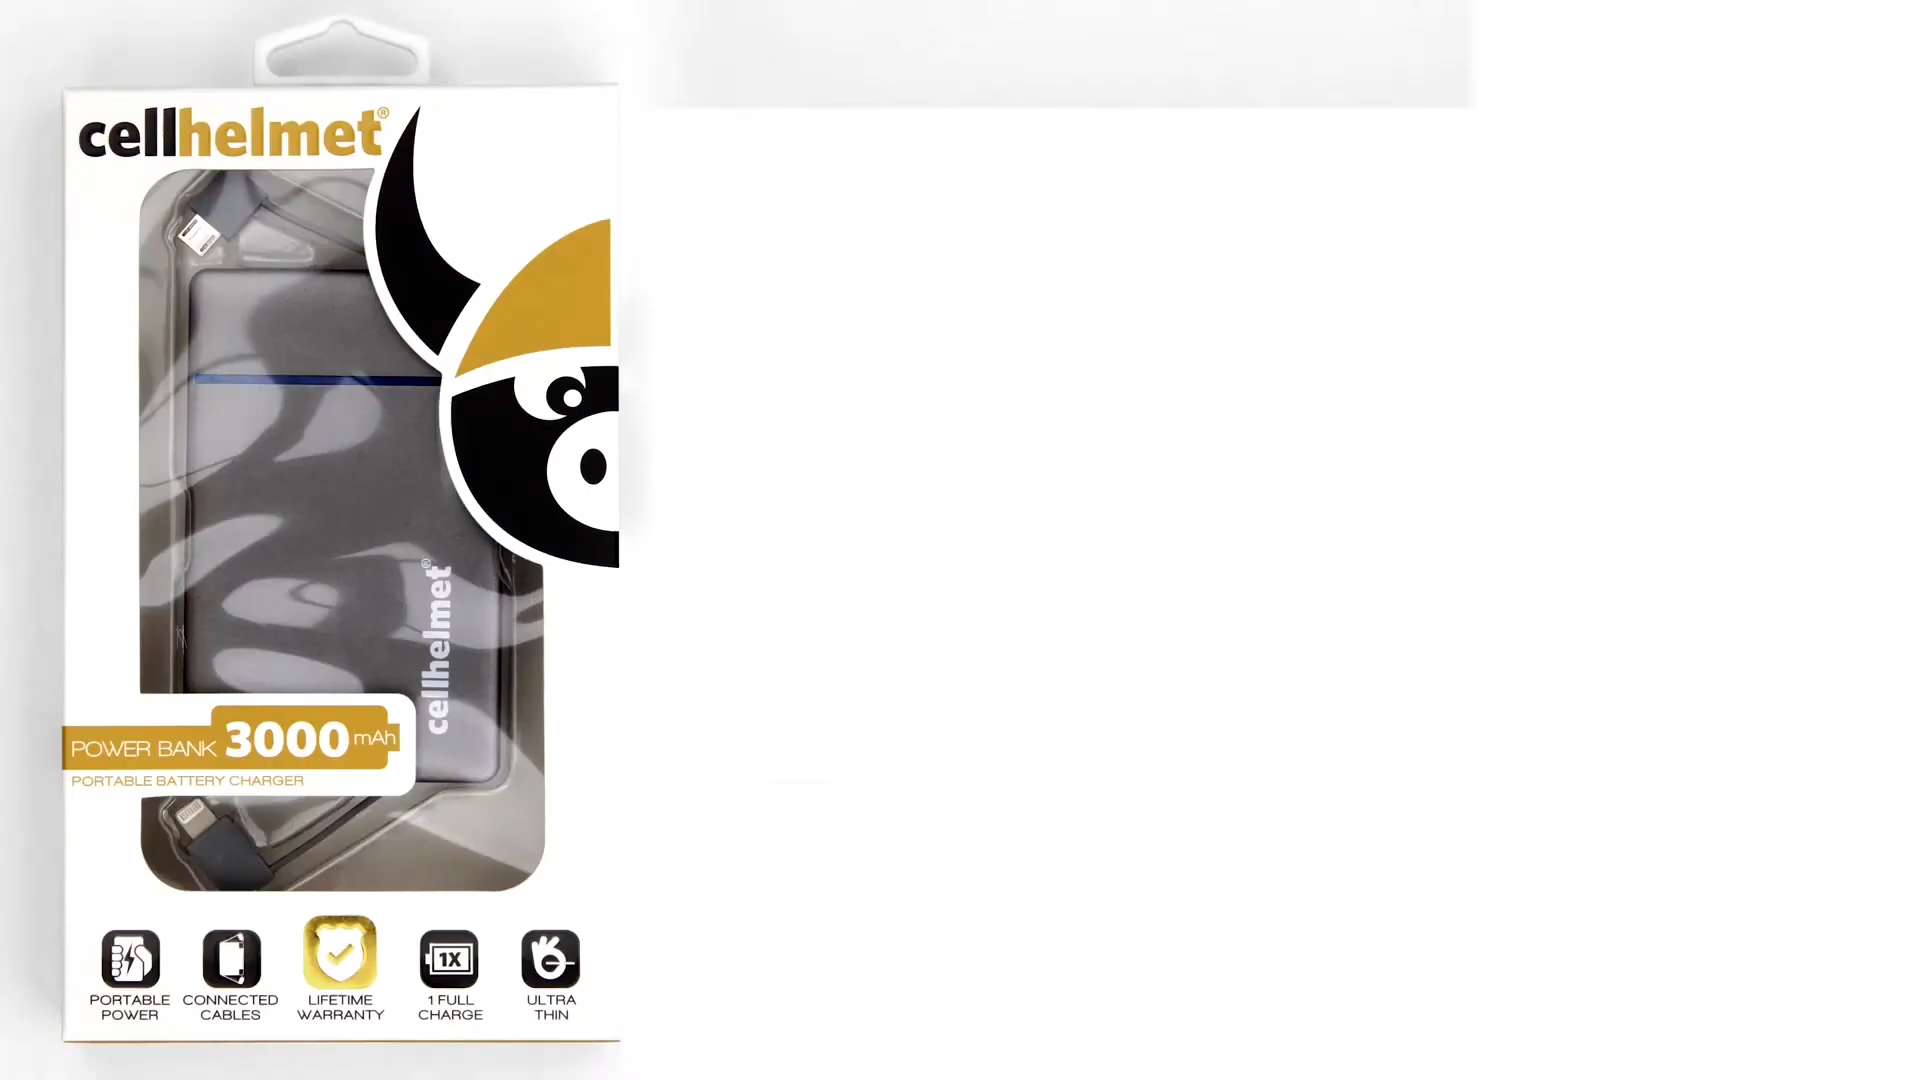 cellhelmet®
cellhelmet®
POWER BANK 3000 mAh
PORTABLE BATTERY CHARGER
1X
PORTABLE POWER
CONNECTED CABLES
LIFETIME WARRANTY
1 FULL CHARGE
ULTRA THIN